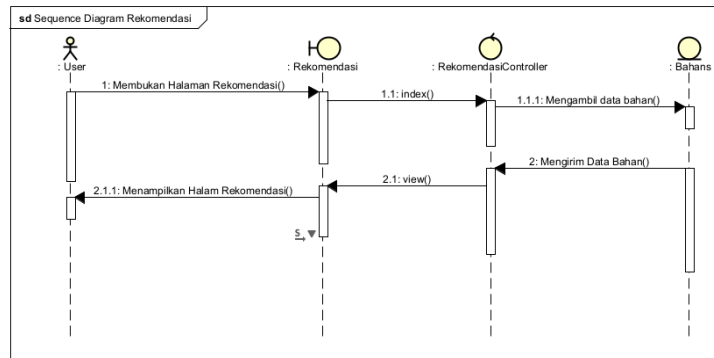 sd Sequence Diagram Rekomendasi
: User
: Rekomendasi
: RekomendasiController
: Bahans
1: Membukan Halaman Rekomendasi()
1.1: index()
1.1.1: Mengambil data bahan()
2: Mengirim Data Bahan()
2.1: view()
2.1.1: Menampilkan Halam Rekomendasi()
S